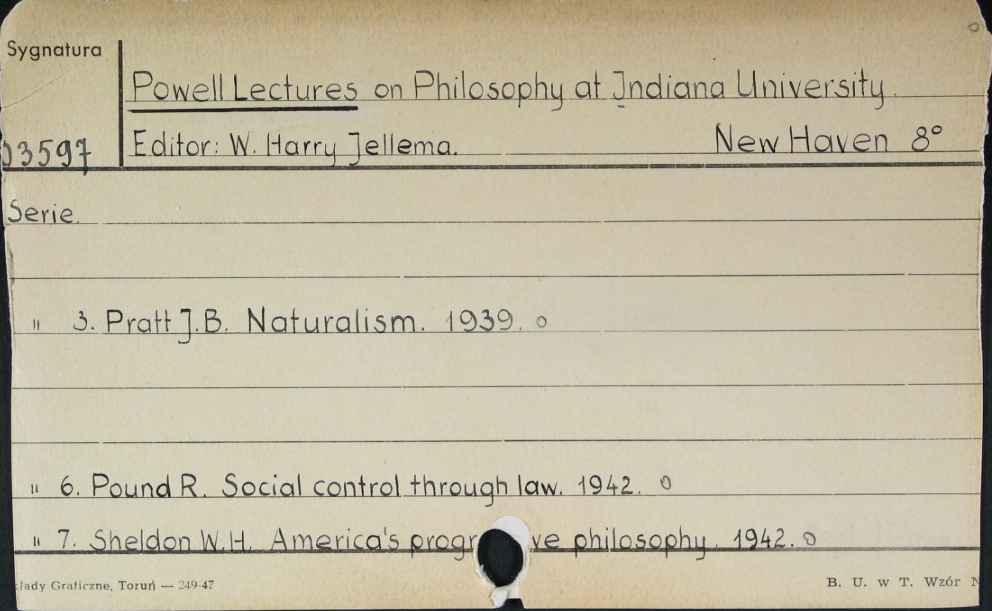 Sygnatura
Powell Lectures on Philosophy at Indiana University.
03597 Editor: W. Harry Jellema. New Haven 8°
Serie.
" 3. Pratt J.B. Naturalism. 1939. o
" 6. Pound R. Social control through law. 1942. o
" 7. Sheldon W.H. America's progr ve philosophy. 1942. o
łady Graficzne, Toruń — 249-47 B. U. w T. Wzór N